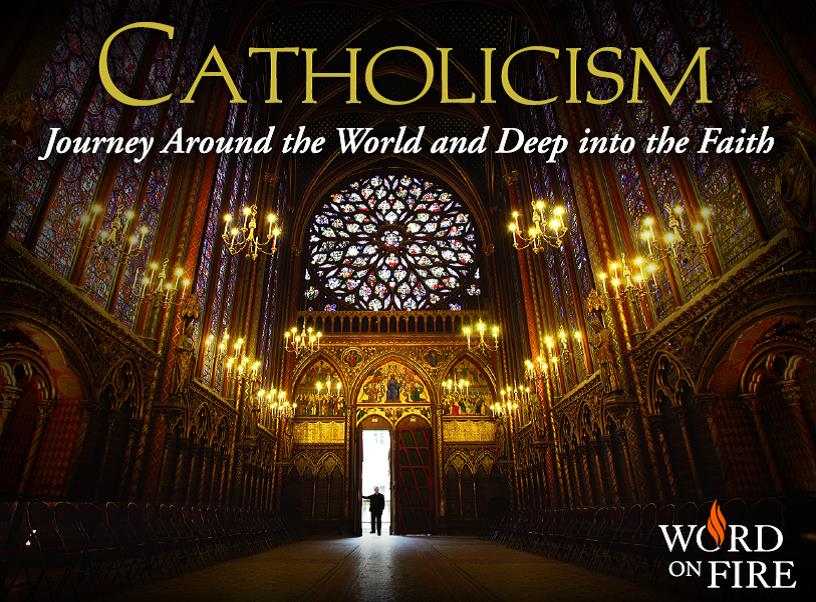 CATHOLICISM
Journey Around the World and Deep into the Faith
WORD
ON FIRE